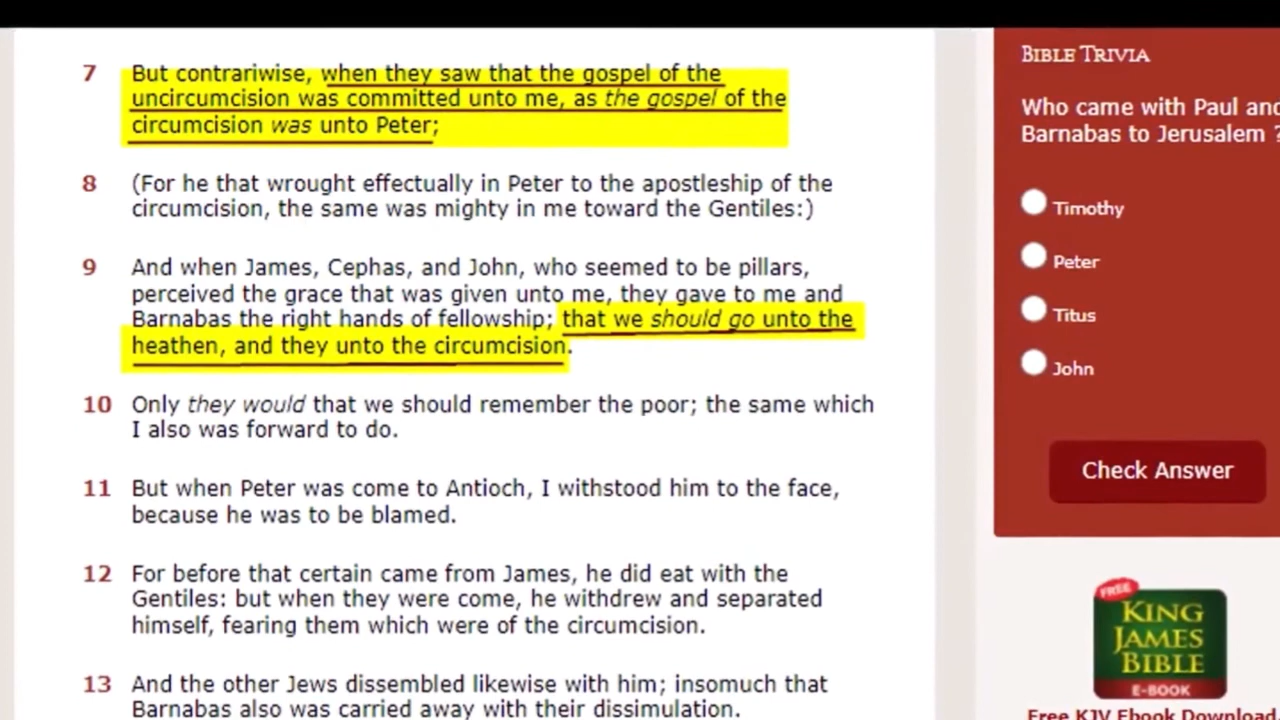 7 But contrariwise, when they saw that the gospel of the
uncircumcision was committed unto me, as the gospel of the
circumcision was unto Peter;
8 (For he that wrought effectually in Peter to the apostleship of the
circumcision, the same was mighty in me toward the Gentiles:)
9 And when James, Cephas, and John, who seemed to be pillars,
perceived the grace that was given unto me, they gave to me and
Barnabas the right hands of fellowship; that we should go unto the
heathen, and they unto the circumcision.
10 Only they would that we should remember the poor; the same which
I also was forward to do.
11 But when Peter was come to Antioch, I withstood him to the face,
because he was to be blamed.
12 For before that certain came from James, he did eat with the
Gentiles: but when they were come, he withdrew and separated
himself, fearing them which were of the circumcision.
13 And the other Jews dissembled likewise with him; insomuch that
Barnabas also was carried away with their dissimulation.
BIBLE TRIVIA
Who came with Paul and
Barnabas to Jerusalem ?
Timothy
Peter
Titus
John
Check Answer
FREE
KING
JAMES
BIBLE
E-BOOK
Free KJV Ebook Download